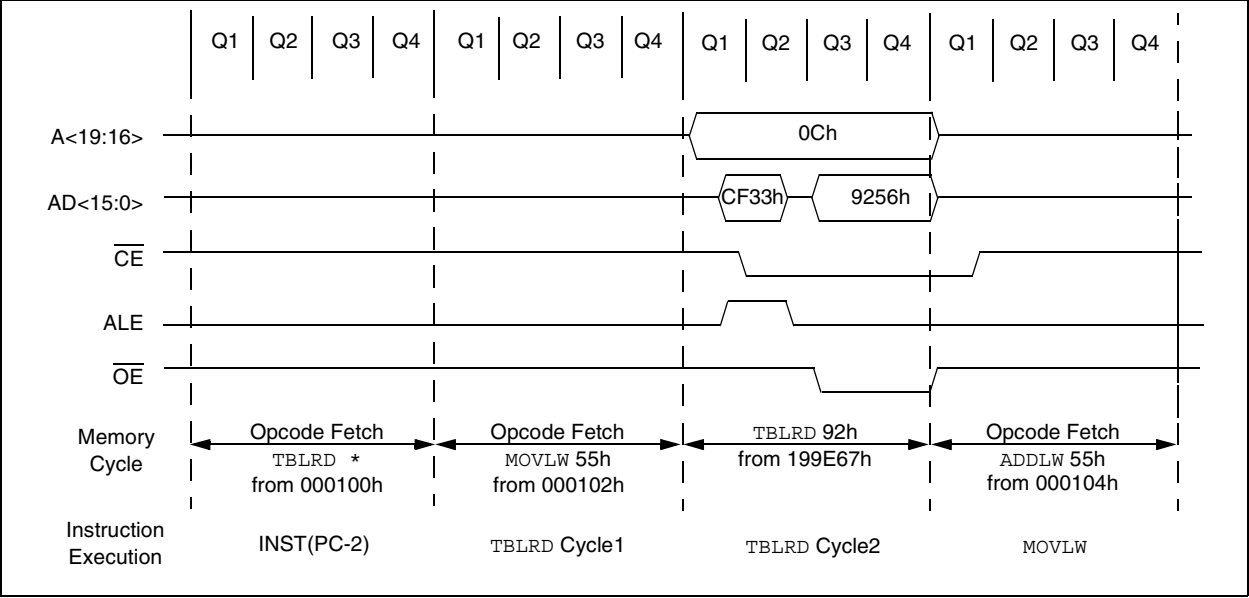 Q1 Q2 Q3 Q4 Q1 Q2 Q3 Q4 Q1 Q2 Q3 Q4 Q1 Q2 Q3 Q4
A<19:16> 0Ch
AD<15:0> CF33h 9256h
CE
ALE
OE
Memory Cycle
Opcode Fetch
TBLRD *
from 000100h
Opcode Fetch
MOVLW 55h
from 000102h
TBLRD 92h
from 199E67h
Opcode Fetch
ADDLW 55h
from 000104h
Instruction
Execution
INST(PC-2) TBLRD Cycle1 TBLRD Cycle2 MOVLW